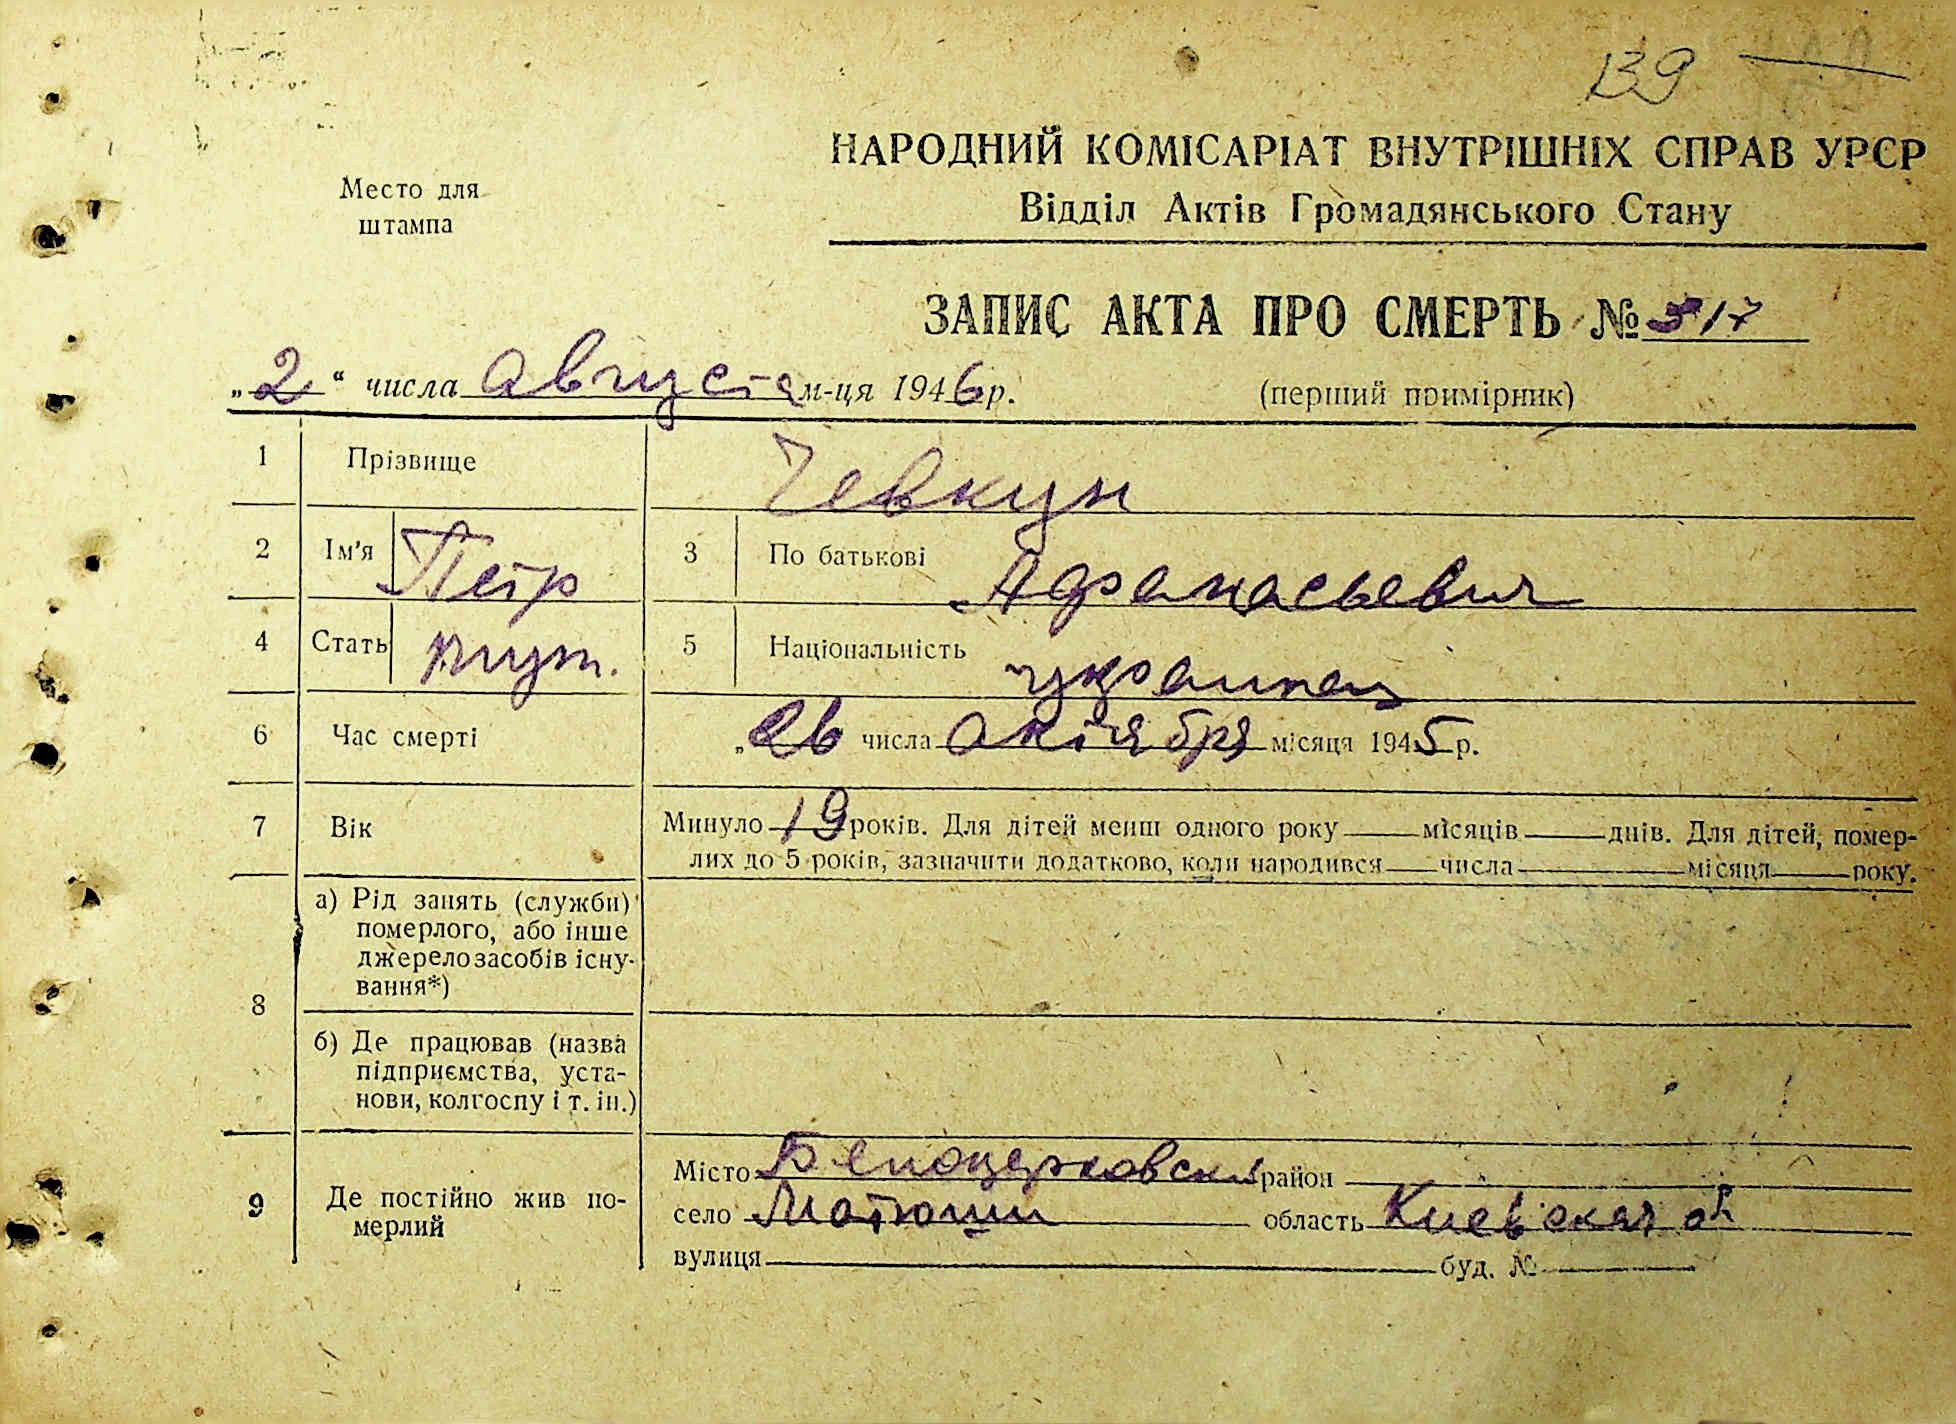 139
Место для
штампа
НАРОДНИЙ КОМІСАРІАТ ВНУТРІШНІХ СПРАВ УРСР
Відділ Актів Громадянського Стану
ЗАПИС АКТА ПРО СМЕРТЬ № 517
„2“ числа августа м-ця 1946 р. (перший примірник)
1 Прізвище Чевкун
2 Ім'я Петр 3 По батькові Афанасьевич
4 Стать муж. 5 Національність украинец
6 Час смерті „26 числа октября місяця 1945 р.
7 Вік Минуло 19 років. Для дітей менш одного року місяців днів. Для дітей, помер-
лих до 5 років, зазначити додатково, коли народився числа місяця року.
8 а) Рід занять (служби)
померлого, або інше
джерело засобів існу-
вання*)
б) Де працював (назва
підприємства, уста-
нови, колгоспу і т. ін.)
9 Де постійно жив по-
мерлий
Місто Белоцерковский район
село Матюши область Киевская об
вулиця буд. №